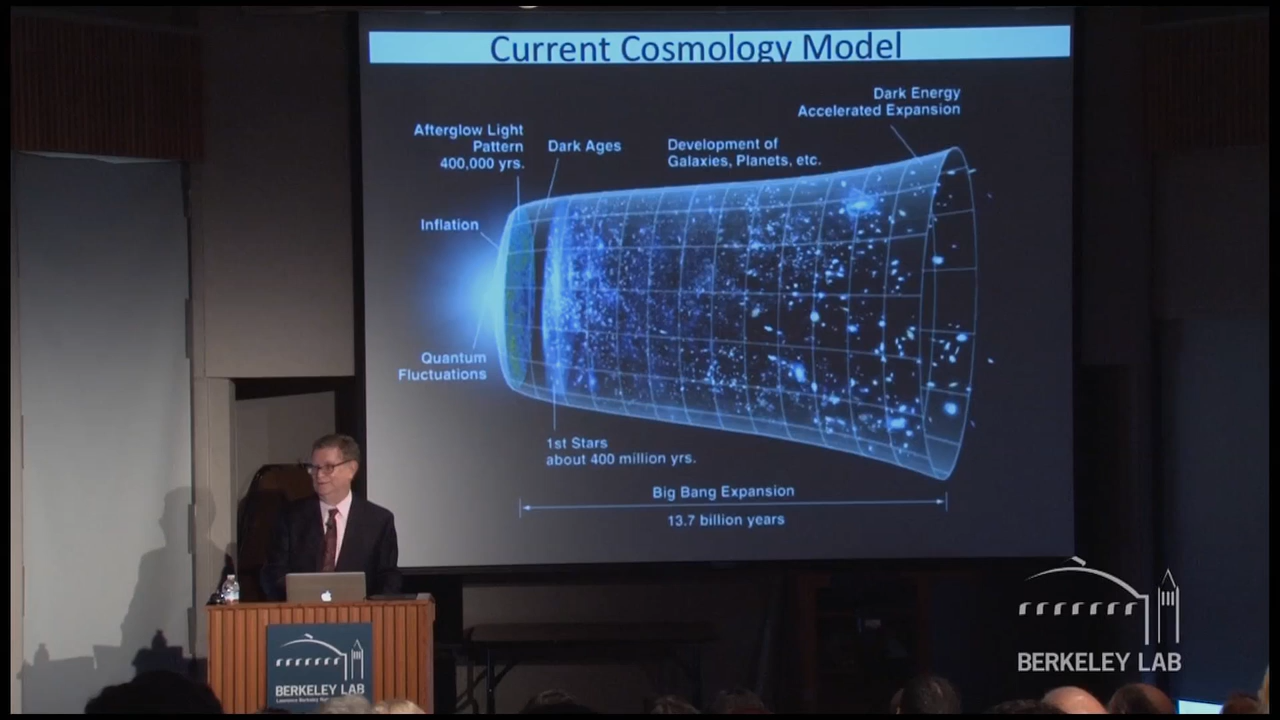 Current Cosmology Model
Dark Energy
Accelerated Expansion
Afterglow Light
Pattern
400,000 yrs.
Dark Ages
Development of
Galaxies, Planets, etc.
Inflation
Quantum
Fluctuations
1st Stars
about 400 million yrs.
Big Bang Expansion
13.7 billion years
BERKELEY LAB
BERKELEY LAB